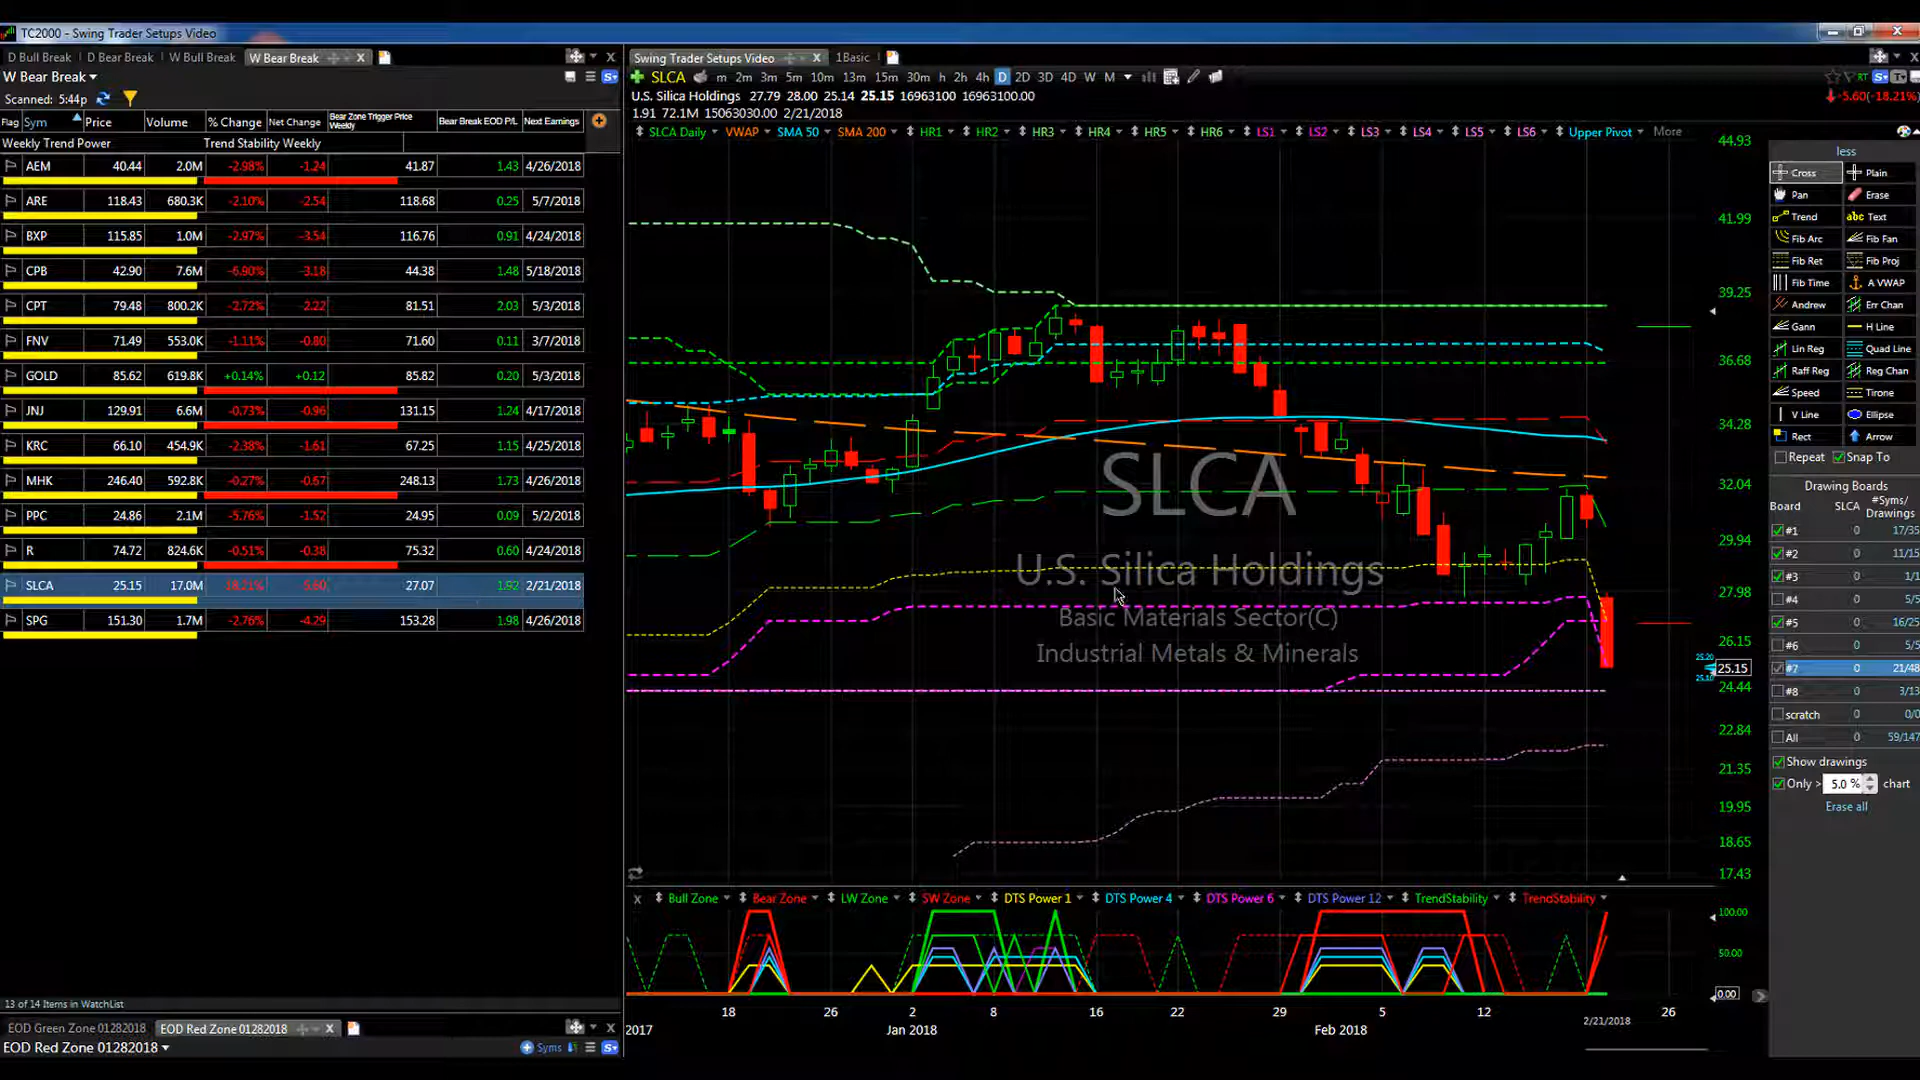 TC2000 - Swing Trader Setups Video
D Bull Break D Bear Break W Bull Break W Bear Break
W Bear Break
Scanned: 5:44p
Flag Sym Price Volume % Change Net Change Bear Zone Trigger Price Weekly Bear Break EOD P/L Next Earnings
Weekly Trend Power Trend Stability Weekly
AEM 40.44 2.0M -2.98% -1.24 41.87 1.43 4/26/2018
ARE 118.43 680.3K -2.10% -2.54 118.68 0.25 5/7/2018
BXP 115.85 1.0M -2.97% -3.54 116.76 0.91 4/24/2018
CPB 42.90 7.6M -6.90% -3.18 44.38 1.48 5/18/2018
CPT 79.48 800.2K -2.72% -2.22 81.51 2.03 5/3/2018
FNV 71.49 553.0K -1.11% -0.80 71.60 0.11 3/7/2018
GOLD 85.62 619.8K +0.14% +0.12 85.82 0.20 5/3/2018
JNJ 129.91 6.6M -0.73% -0.96 131.15 1.24 4/17/2018
KRC 66.10 454.9K -2.38% -1.61 67.25 1.15 4/25/2018
MHK 246.40 592.8K -0.27% -0.67 248.13 1.73 4/26/2018
PPC 24.86 2.1M -5.76% -1.52 24.95 0.09 5/2/2018
R 74.72 824.6K -0.51% -0.38 75.32 0.60 4/24/2018
SLCA 25.15 17.0M -18.21% -5.60 27.07 1.92 2/21/2018
SPG 151.30 1.7M -2.76% -4.29 153.28 1.98 4/26/2018
13 of 14 Items in WatchList
EOD Green Zone 01282018 EOD Red Zone 01282018
EOD Red Zone 01282018 Syms
Swing Trader Setups Video 1Basic
SLCA m 2m 3m 5m 10m 13m 15m 30m h 2h 4h D 2D 3D 4D W M
U.S. Silica Holdings 27.79 28.00 25.14 25.15 16963100 16963100.00
1.91 72.1M 15063030.00 2/21/2018
RT
-5.60(-18.21%)
SLCA Daily VWAP SMA 50 SMA 200 HR1 HR2 HR3 HR4 HR5 HR6 LS1 LS2 LS3 LS4 LS5 LS6 Upper Pivot More
44.93
41.99
39.25
36.68
34.28
32.04
29.94
27.98
26.15
25.20
25.15
24.44
22.84
21.35
19.95
18.65
17.43
SLCA
U.S. Silica Holdings
Basic Materials Sector(C)
Industrial Metals & Minerals
Bull Zone Bear Zone LW Zone SW Zone DTS Power 1 DTS Power 4 DTS Power 6 DTS Power 12 TrendStability TrendStability
100.00
50.00
0.00
18 26 2 8 16 22 29 5 12 2/21/2018 26
2017 Jan 2018 Feb 2018
less
Cross Plain
Pan Erase
Trend abc Text
Fib Arc Fib Fan
Fib Ret Fib Proj
Fib Time A VWAP
Andrew Err Chan
Gann H Line
Lin Reg Quad Line
Raff Reg Reg Chan
Speed Tirone
V Line Ellipse
Rect Arrow
Repeat Snap To
Drawing Boards
Board SLCA #Syms/ Drawings
#1 0 17/35
#2 0 11/15
#3 0 1/1
#4 0 5/5
#5 0 16/25
#6 0 5/5
#7 0 21/48
#8 0 3/13
scratch 0 0/0
All 0 59/147
Show drawings
Only > 5.0 % chart
Erase all